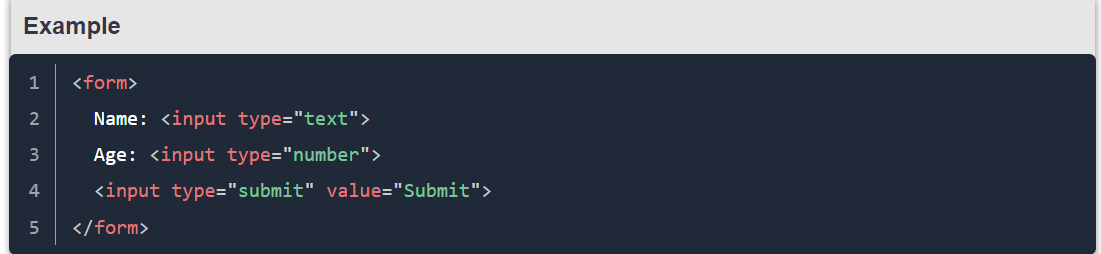 Example
1 <form>
2 Name: <input type="text">
3 Age: <input type="number">
4 <input type="submit" value="Submit">
5 </form>